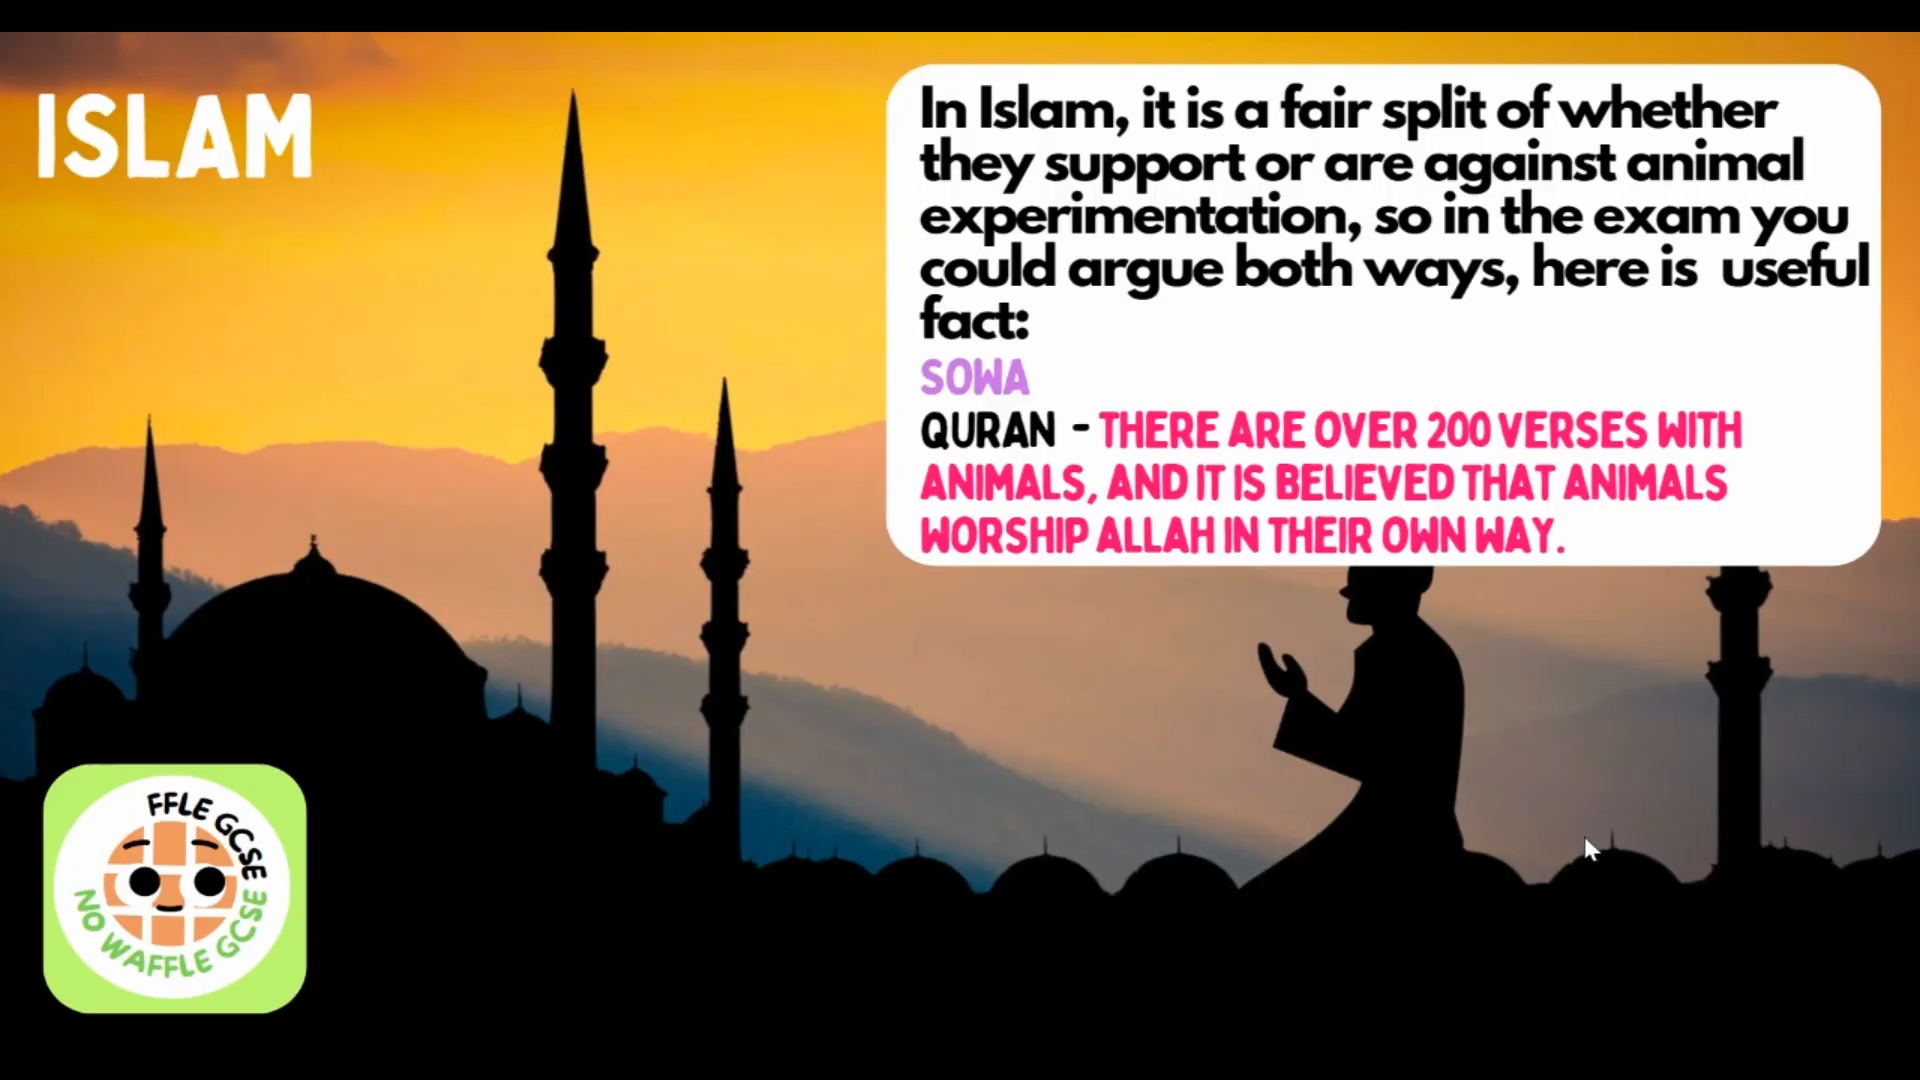 ISLAM
In Islam, it is a fair split of whether
they support or are against animal
experimentation, so in the exam you
could argue both ways, here is useful
fact:
SOWA
QURAN - THERE ARE OVER 200 VERSES WITH
ANIMALS, AND IT IS BELIEVED THAT ANIMALS
WORSHIP ALLAH IN THEIR OWN WAY.
FFLE GCSE
NO WAFFLE GCSE